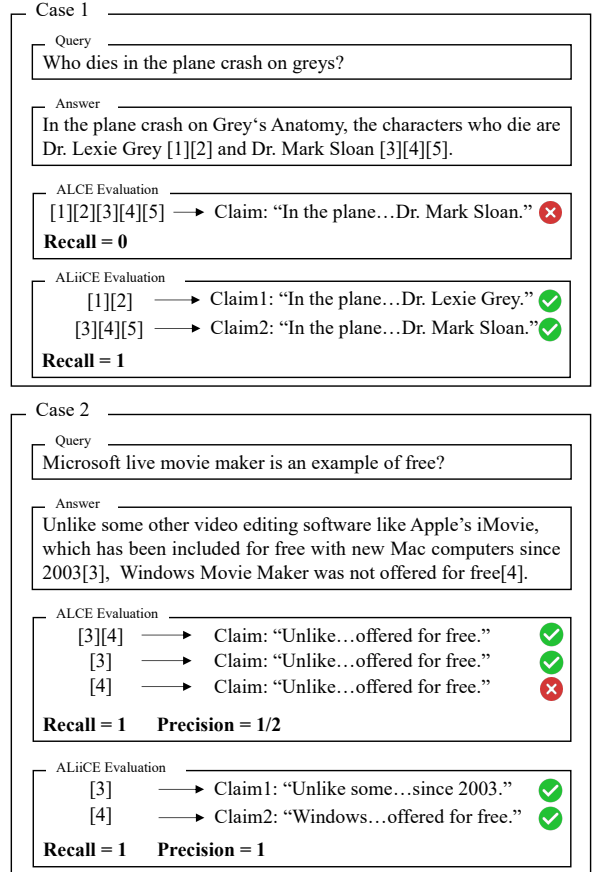 Case 1
Query
Who dies in the plane crash on greys?
Answer
In the plane crash on Grey‘s Anatomy, the characters who die are
Dr. Lexie Grey [1][2] and Dr. Mark Sloan [3][4][5].
ALCE Evaluation
[1][2][3][4][5] Claim: “In the plane…Dr. Mark Sloan.”
Recall = 0
ALiiCE Evaluation
[1][2] Claim1: “In the plane…Dr. Lexie Grey.”
[3][4][5] Claim2: “In the plane…Dr. Mark Sloan.”
Recall = 1
Case 2
Query
Microsoft live movie maker is an example of free?
Answer
Unlike some other video editing software like Apple’s iMovie,
which has been included for free with new Mac computers since
2003[3], Windows Movie Maker was not offered for free[4].
ALCE Evaluation
[3][4] Claim: “Unlike…offered for free.”
[3] Claim: “Unlike…offered for free.”
[4] Claim: “Unlike…offered for free.”
Recall = 1 Precision = 1/2
ALiiCE Evaluation
[3] Claim1: “Unlike some…since 2003.”
[4] Claim2: “Windows…offered for free.”
Recall = 1 Precision = 1